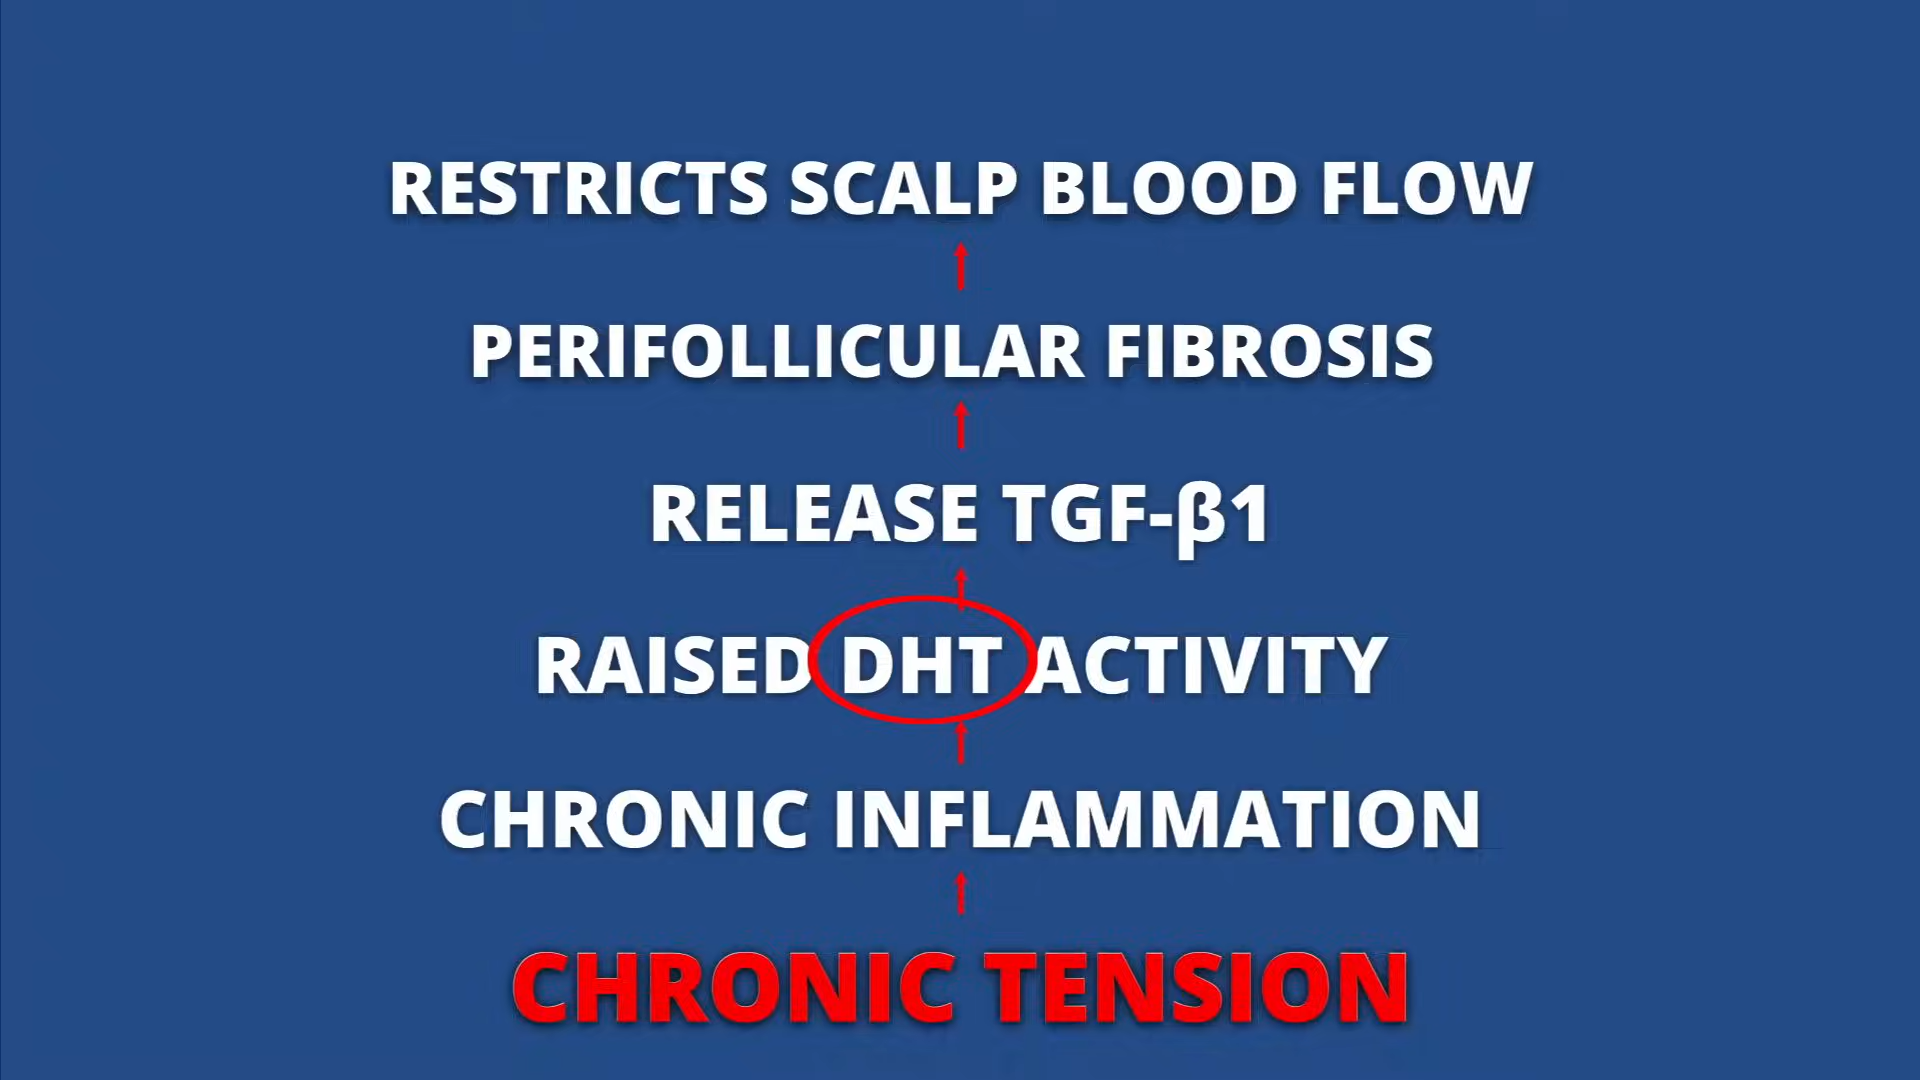 RESTRICTS SCALP BLOOD FLOW
PERIFOLLICULAR FIBROSIS
RELEASE TGF-β1
RAISED DHT ACTIVITY
CHRONIC INFLAMMATION
CHRONIC TENSION